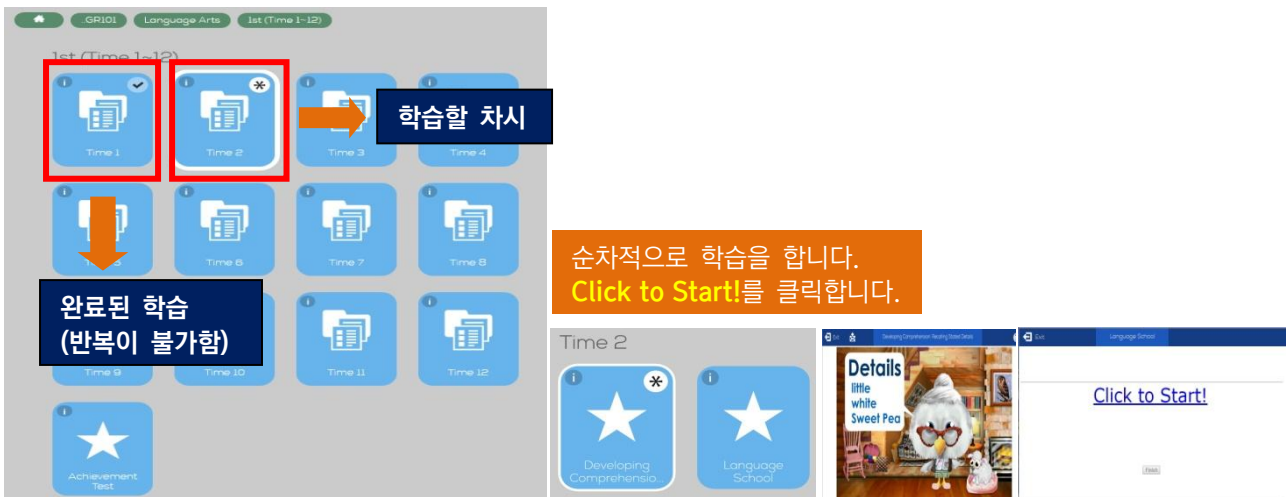 .GR101
Language Arts
1st (Time 1~12)
1st (Time 1~12)
Time 1
Time 2
Time 3
Time 4
학습할 차시
Time 6
Time 7
Time 8
완료된 학습
(반복이 불가함)
Time 9
Time 10
Time 11
Time 12
Achievement
Test
순차적으로 학습을 합니다.
Click to Start!를 클릭합니다.
Time 2
Developing
Comprehensio...
Language
School
Exit
Developing Comprehension: Recalling Stated Details
Details
little
white
Sweet Pea
Exit
Language School
Click to Start!
Finish